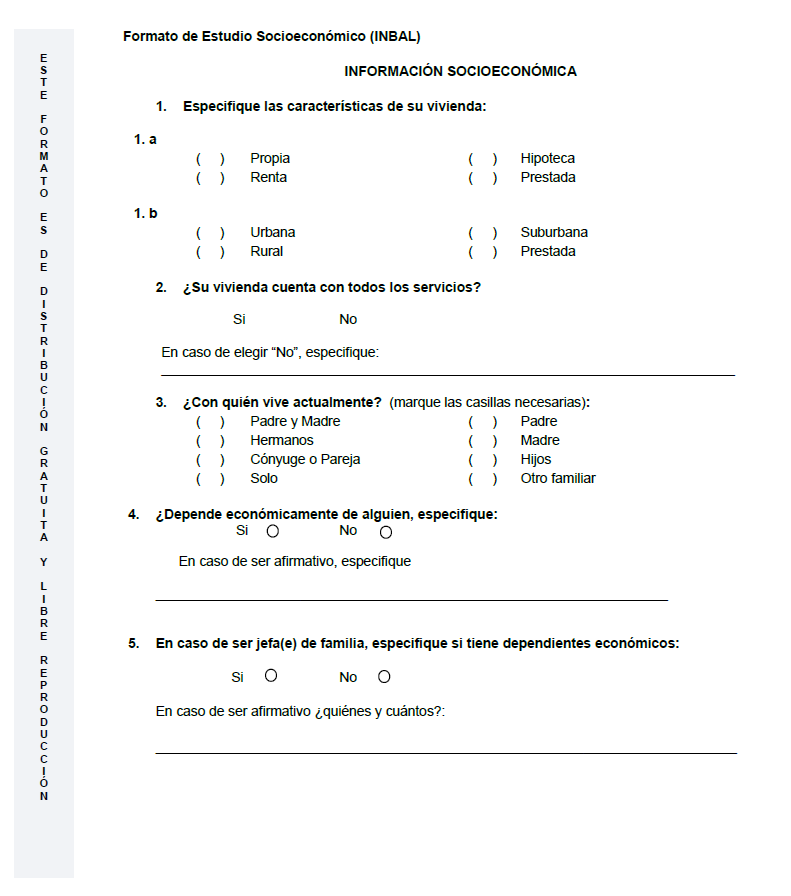 Formato de Estudio Socioeconómico (INBAL)
INFORMACIÓN SOCIOECONÓMICA
1. Especifique las características de su vivienda:
1. a
( ) Propia ( ) Hipoteca
( ) Renta ( ) Prestada
1. b
( ) Urbana ( ) Suburbana
( ) Rural ( ) Prestada
2. ¿Su vivienda cuenta con todos los servicios?
Si No
En caso de elegir “No”, especifique:
3. ¿Con quién vive actualmente? (marque las casillas necesarias):
( ) Padre y Madre ( ) Padre
( ) Hermanos ( ) Madre
( ) Cónyuge o Pareja ( ) Hijos
( ) Solo ( ) Otro familiar
4. ¿Depende económicamente de alguien, especifique:
Si No
En caso de ser afirmativo, especifique
5. En caso de ser jefa(e) de familia, especifique si tiene dependientes económicos:
Si No
En caso de ser afirmativo ¿quiénes y cuántos?:
ESTE FORMATO ES DE DISTRIBUCIÓN GRATUITA Y LIBRE REPRODUCCIÓN